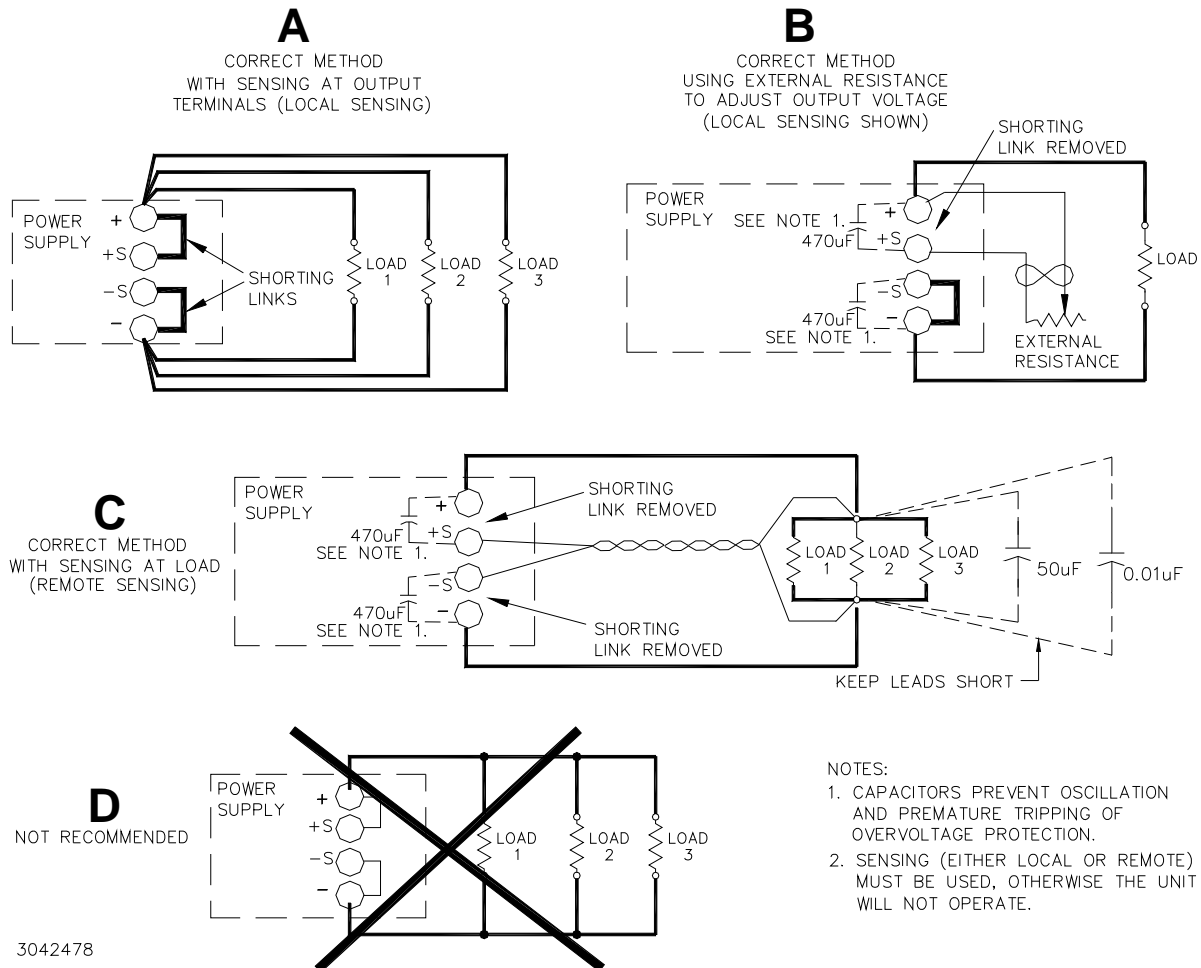 A
CORRECT METHOD
WITH SENSING AT OUTPUT
TERMINALS (LOCAL SENSING)
POWER
SUPPLY
+
+S
-S
-
SHORTING
LINKS
LOAD
1
LOAD
2
LOAD
3
B
CORRECT METHOD
USING EXTERNAL RESISTANCE
TO ADJUST OUTPUT VOLTAGE
(LOCAL SENSING SHOWN)
SHORTING
LINK REMOVED
POWER
SUPPLY
SEE NOTE 1.
470uF
+
+S
-S
-
470uF
SEE NOTE 1.
LOAD
EXTERNAL
RESISTANCE
C
CORRECT METHOD
WITH SENSING AT LOAD
(REMOTE SENSING)
POWER
SUPPLY
+
+S
470uF
SEE NOTE 1.
-S
-
470uF
SEE NOTE 1.
SHORTING
LINK REMOVED
SHORTING
LINK REMOVED
LOAD
1
LOAD
2
LOAD
3
50uF
0.01uF
KEEP LEADS SHORT
D
NOT RECOMMENDED
POWER
SUPPLY
+
+S
-S
-
LOAD
1
LOAD
2
LOAD
3
NOTES:
1. CAPACITORS PREVENT OSCILLATION
AND PREMATURE TRIPPING OF
OVERVOLTAGE PROTECTION.
2. SENSING (EITHER LOCAL OR REMOTE)
MUST BE USED, OTHERWISE THE UNIT
WILL NOT OPERATE.
3042478